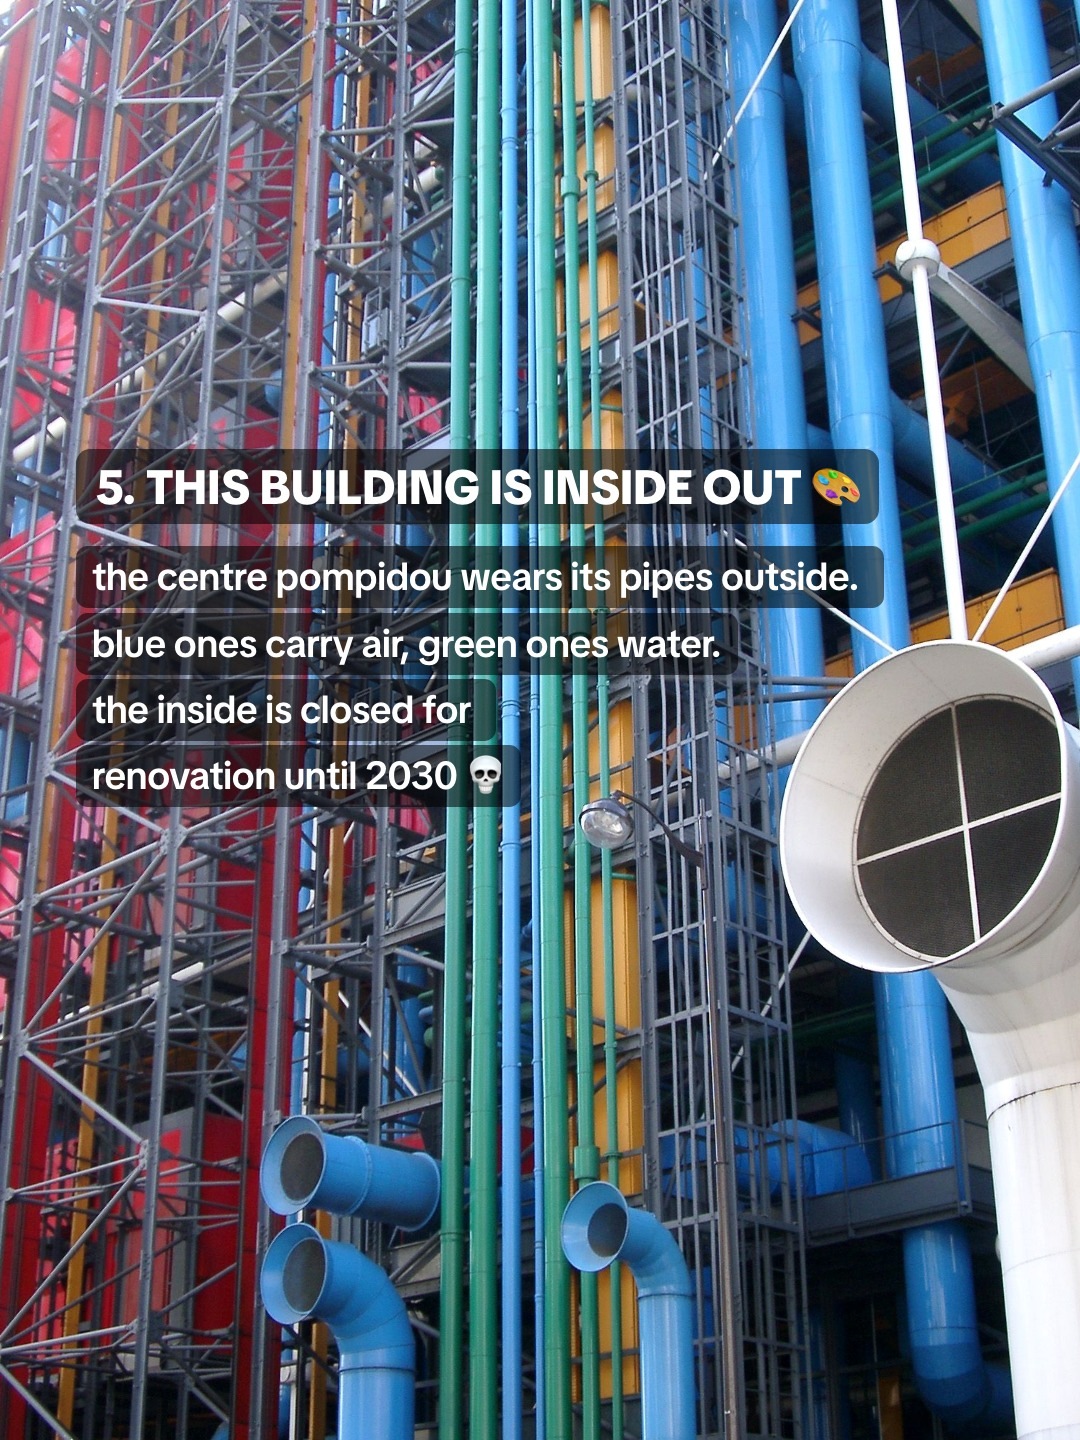 5. THIS BUILDING IS INSIDE OUT 🎨
the centre pompidou wears its pipes outside.
blue ones carry air, green ones water.
the inside is closed for
renovation until 2030 💀